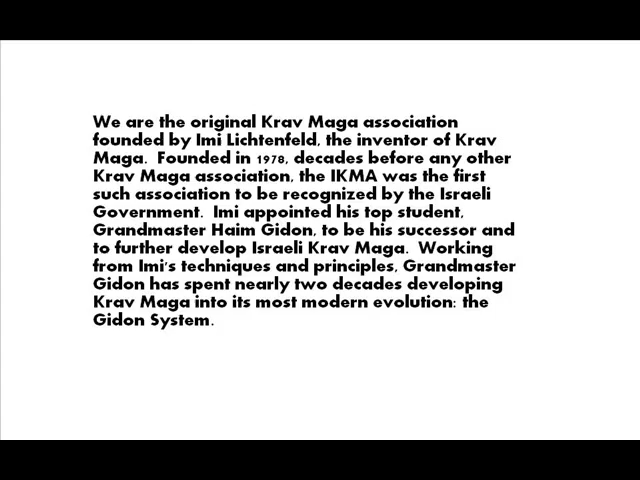 We are the original Krav Maga association
founded by Imi Lichtenfeld, the inventor of Krav
Maga.  Founded in 1978, decades before any other
Krav Maga association, the IKMA was the first
such association to be recognized by the Israeli
Government.  Imi appointed his top student,
Grandmaster Haim Gidon, to be his successor and
to further develop Israeli Krav Maga.  Working
from Imi's techniques and principles, Grandmaster
Gidon has spent nearly two decades developing
Krav Maga into its most modern evolution: the
Gidon System.